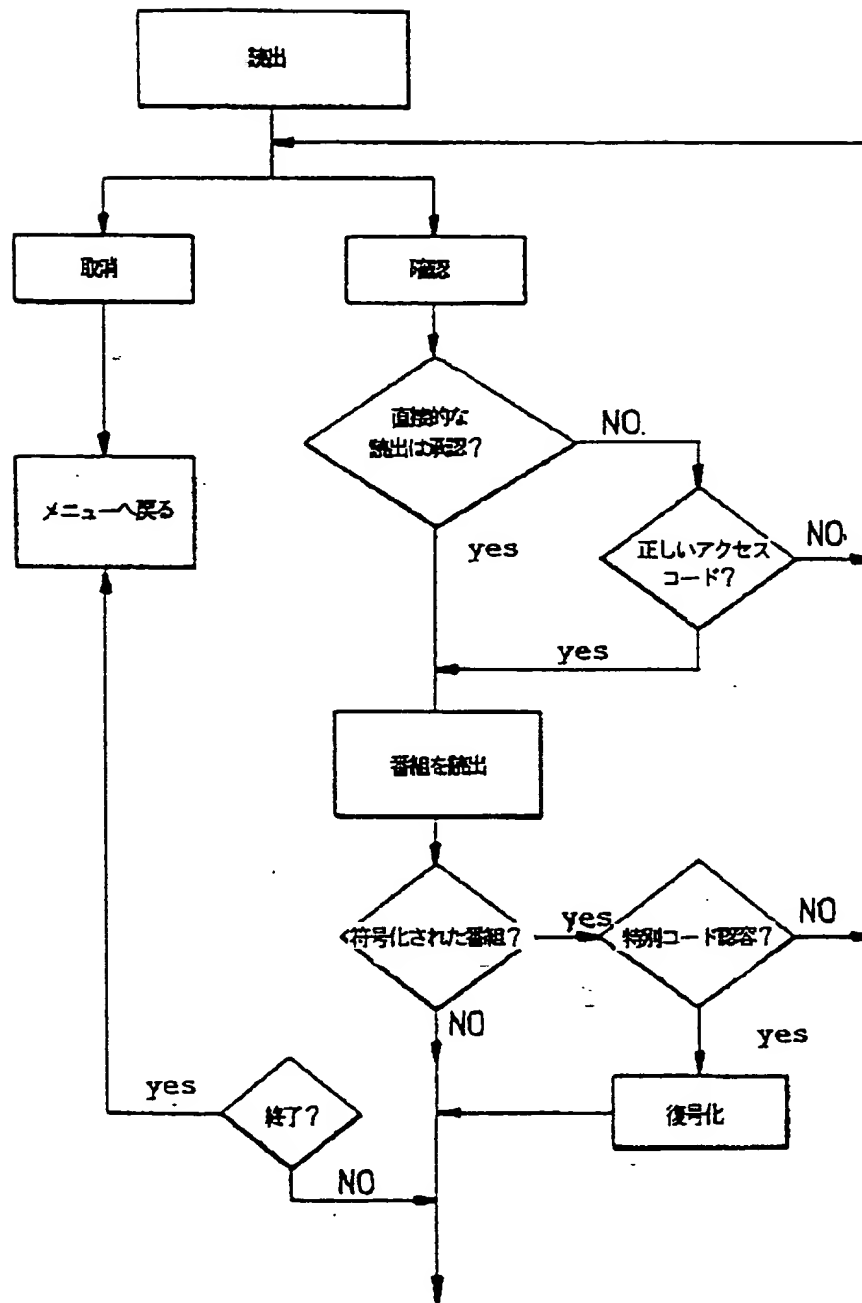 読出
取消
確認
直接的な
読出は承認？
NO.
メニューへ戻る
yes
正しいアクセス
コード？
NO.
yes
番組を読出
符号化された番組？
yes
特別コード認容？
NO
NO
yes
yes
終了？
復号化
NO